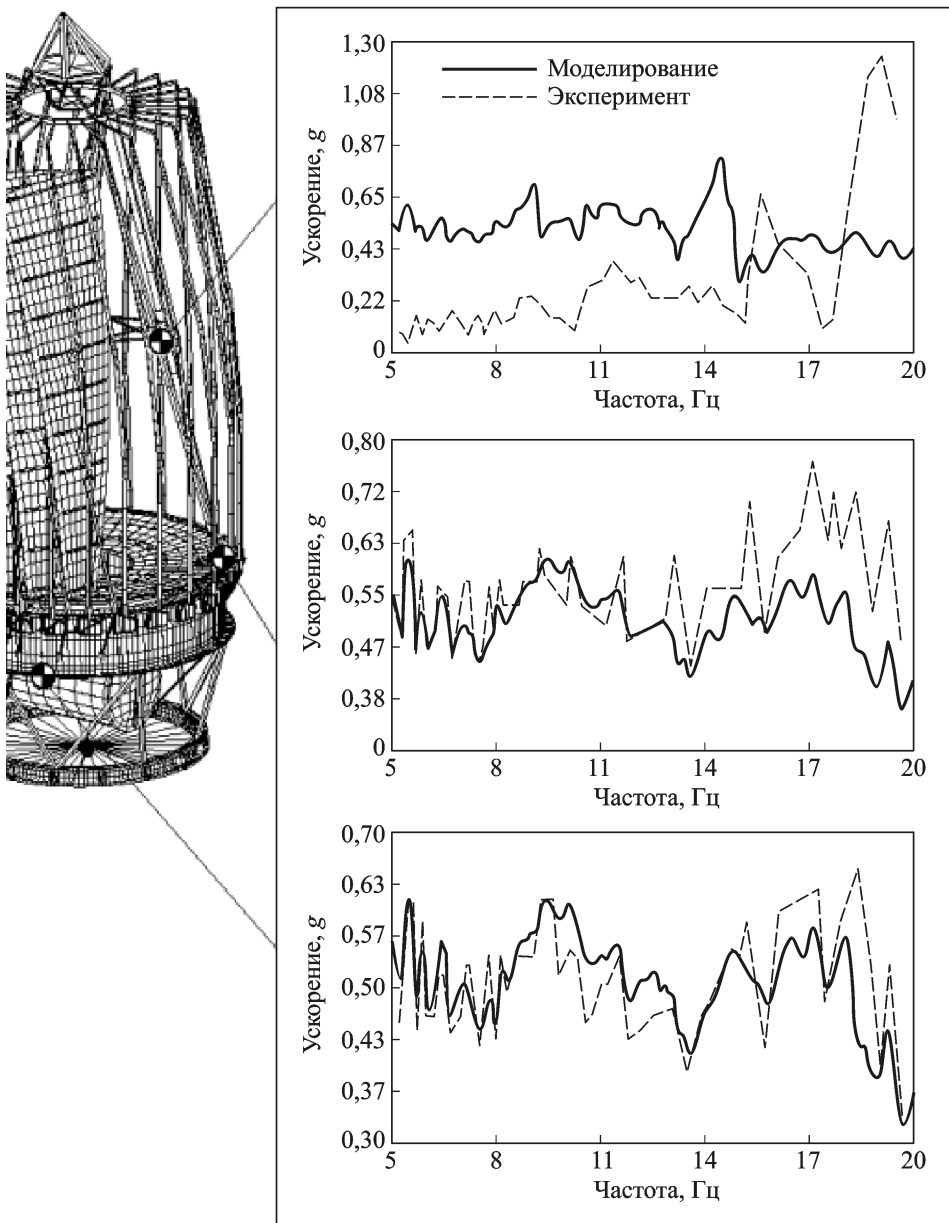 1,30
1,08
0,87
0,65
0,43
0,22
0
Ускорение, g
Моделирование
Эксперимент
5 8 11 14 17 20
Частота, Гц
0,80
0,72
0,63
0,55
0,47
0,38
0
Ускорение, g
5 8 11 14 17 20
Частота, Гц
0,70
0,63
0,57
0,50
0,43
0,37
0,30
Ускорение, g
5 8 11 14 17 20
Частота, Гц